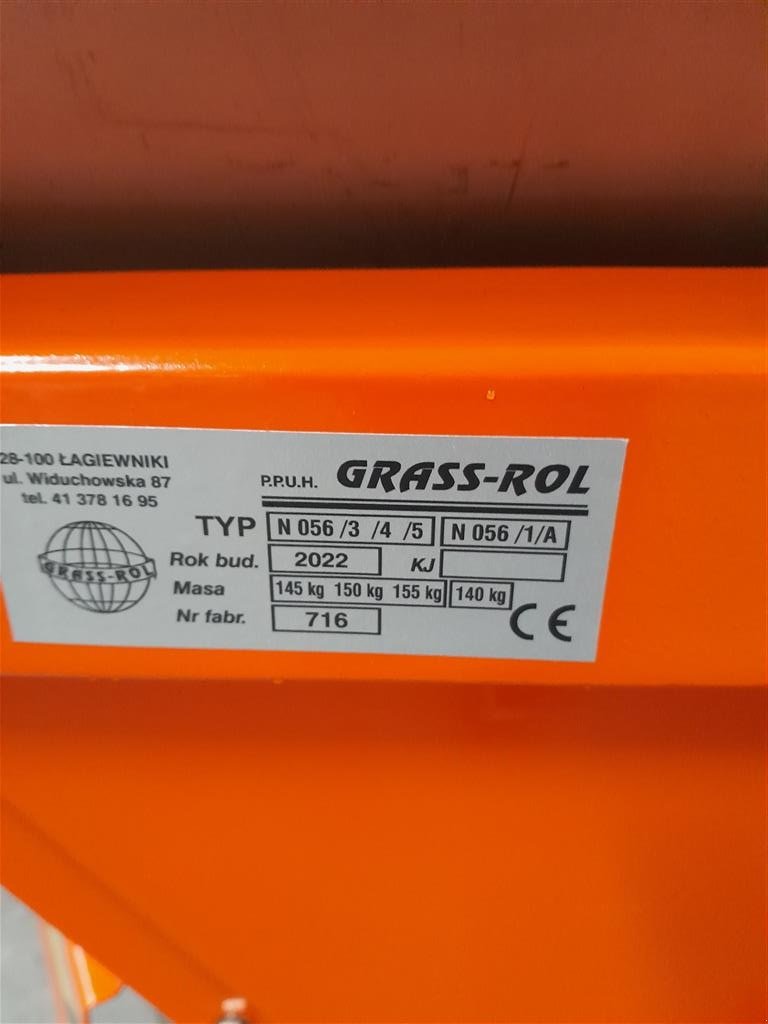 28-100 ŁAGIEWNIKI
ul. Widuchowska 87
tel. 41 378 16 95
GRASS-ROL
P.P.U.H. GRASS-ROL
TYP N 056 /3 /4 /5 N 056 /1/A
Rok bud. 2022 KJ
Masa 145 kg 150 kg 155 kg 140 kg
Nr fabr. 716
CE